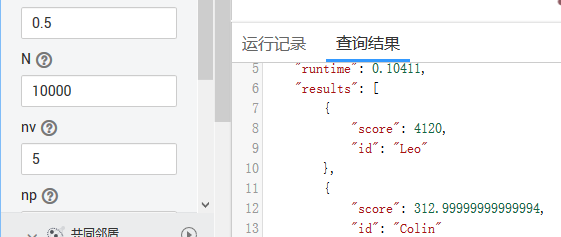 0.5
N ?
10000
nv ?
5
np ?
共同邻居
运行记录 查询结果
5 "runtime": 0.10411,
6 "results": [
7 {
8 "score": 4120,
9 "id": "Leo"
10 },
11 {
12 "score": 312.99999999999994,
13 "id": "Colin"